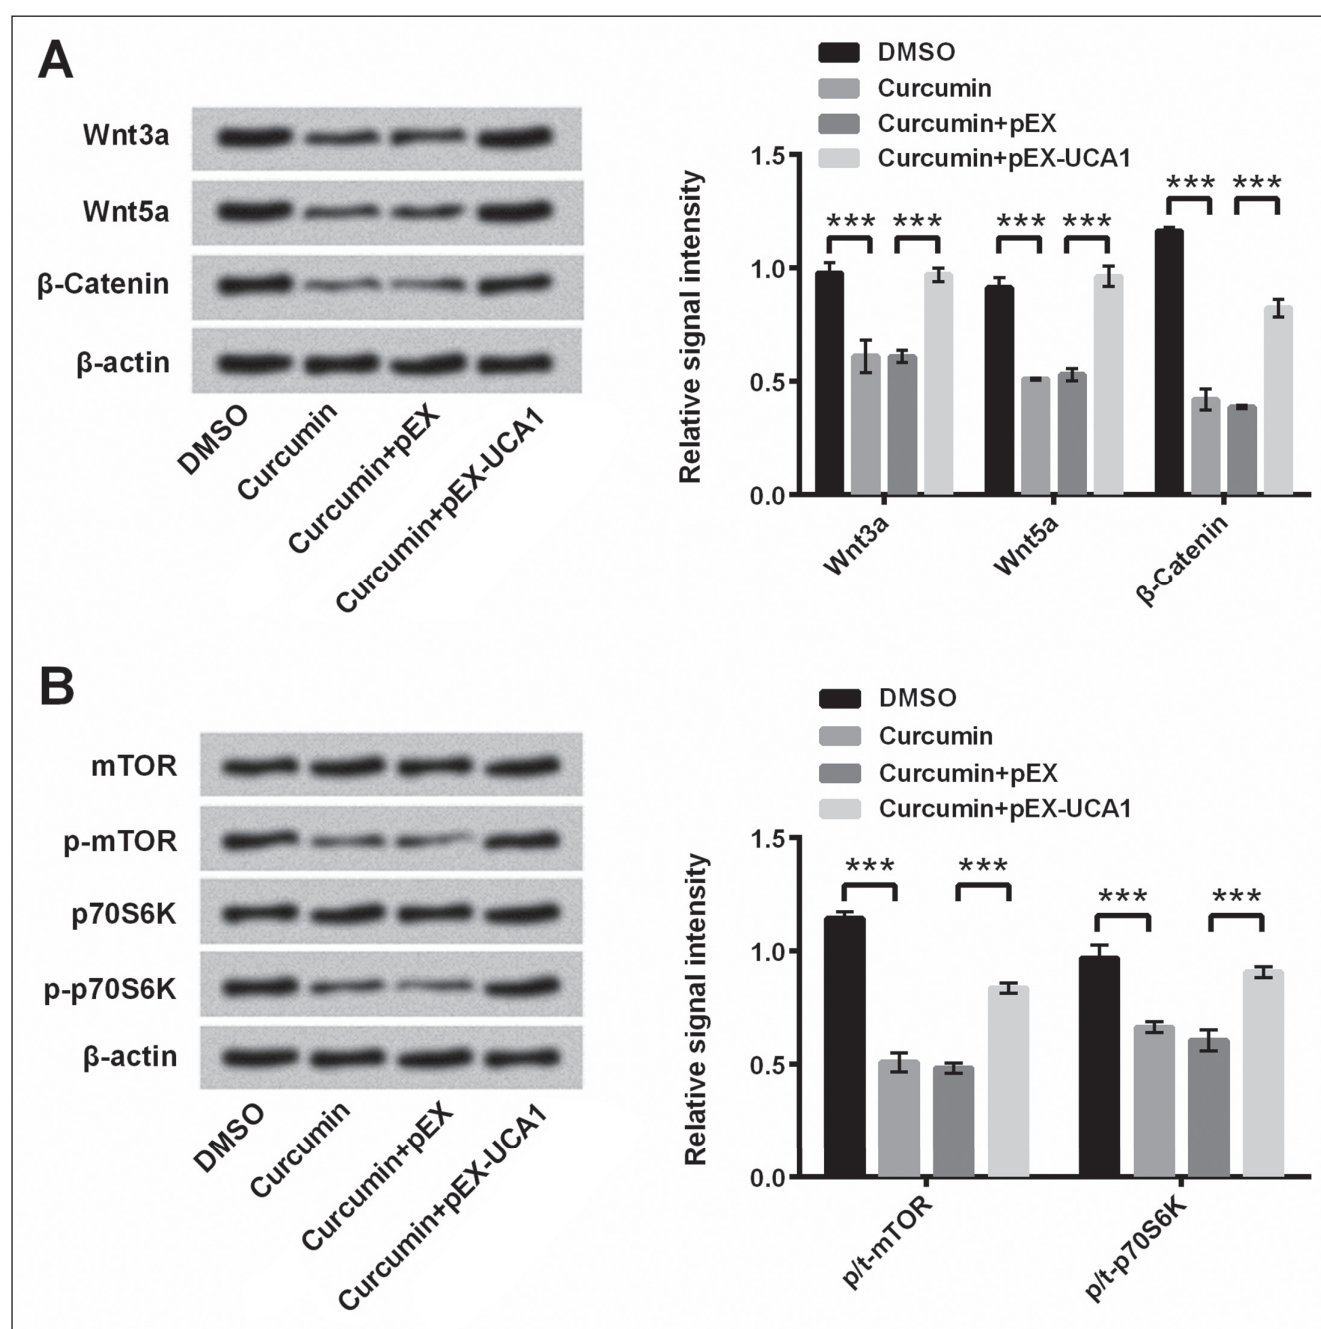 A
Wnt3a
Wnt5a
β-Catenin
β-actin
DMSO
Curcumin
Curcumin+pEX
Curcumin+pEX-UCA1
DMSO
Curcumin
Curcumin+pEX
Curcumin+pEX-UCA1
Relative signal intensity
1.5
1.0
0.5
0.0
*** *** *** *** *** ***
Wnt3a
Wnt5a
β-Catenin
B
mTOR
p-mTOR
p70S6K
p-p70S6K
β-actin
DMSO
Curcumin
Curcumin+pEX
Curcumin+pEX-UCA1
DMSO
Curcumin
Curcumin+pEX
Curcumin+pEX-UCA1
Relative signal intensity
1.5
1.0
0.5
0.0
*** *** *** ***
p/t-mTOR
p/t-p70S6K